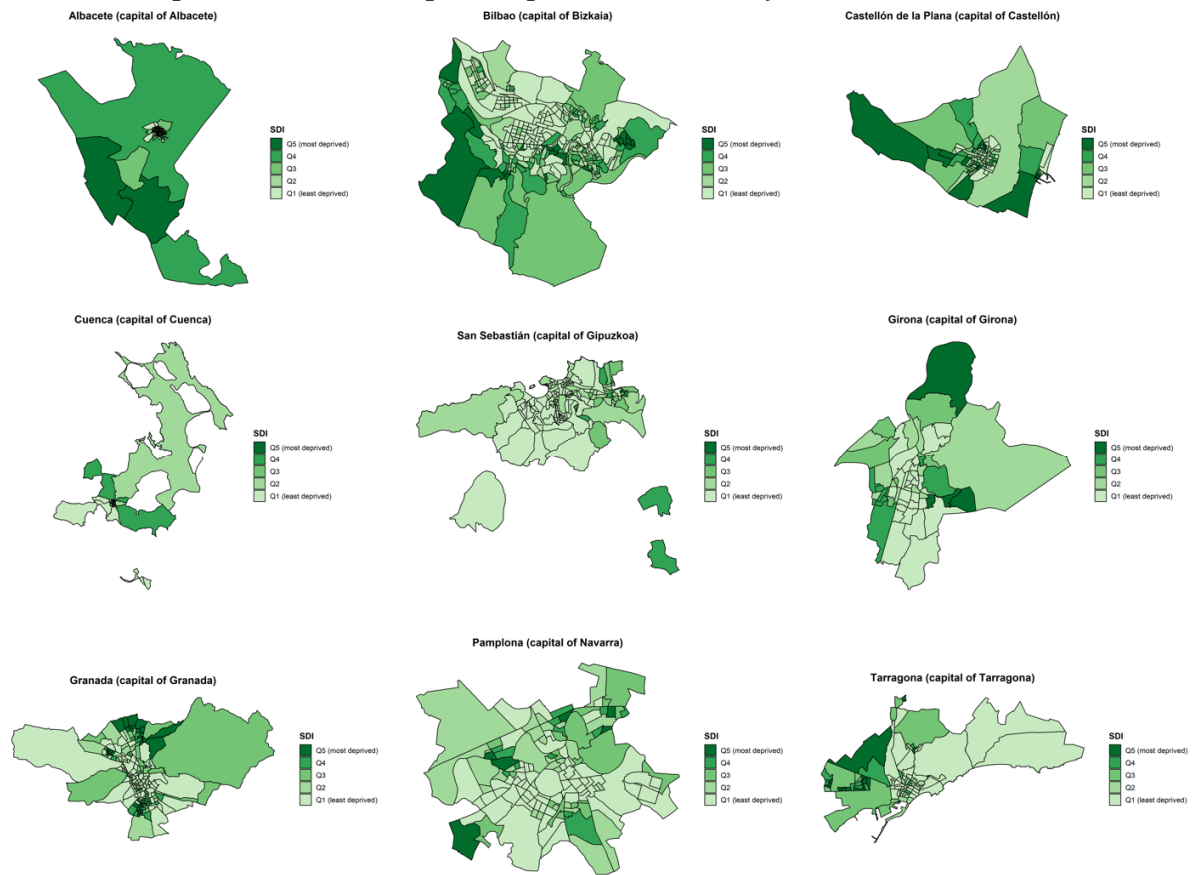 Albacete (capital of Albacete)
SDI
Q5 (most deprived)
Q4
Q3
Q2
Q1 (least deprived)
Bilbao (capital of Bizkaia)
SDI
Q5 (most deprived)
Q4
Q3
Q2
Q1 (least deprived)
Castellón de la Plana (capital of Castellón)
SDI
Q5 (most deprived)
Q4
Q3
Q2
Q1 (least deprived)
Cuenca (capital of Cuenca)
SDI
Q5 (most deprived)
Q4
Q3
Q2
Q1 (least deprived)
San Sebastián (capital of Gipuzkoa)
SDI
Q5 (most deprived)
Q4
Q3
Q2
Q1 (least deprived)
Girona (capital of Girona)
SDI
Q5 (most deprived)
Q4
Q3
Q2
Q1 (least deprived)
Granada (capital of Granada)
SDI
Q5 (most deprived)
Q4
Q3
Q2
Q1 (least deprived)
Pamplona (capital of Navarra)
SDI
Q5 (most deprived)
Q4
Q3
Q2
Q1 (least deprived)
Tarragona (capital of Tarragona)
SDI
Q5 (most deprived)
Q4
Q3
Q2
Q1 (least deprived)